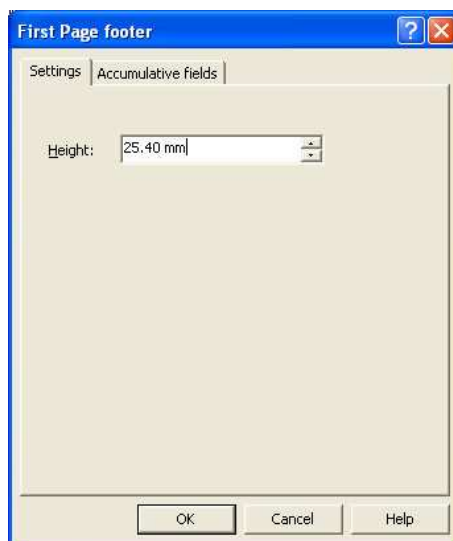 First Page footer
Settings Accumulative fields
Height: 25.40 mm
OK Cancel Help